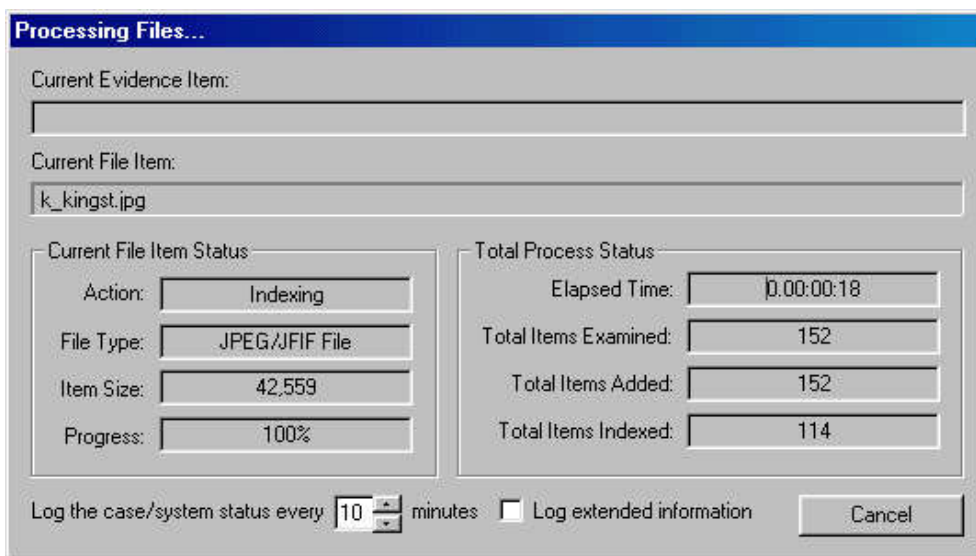 Processing Files...
Current Evidence Item:
Current File Item:
k_kingst.jpg
Current File Item Status
Action: Indexing
File Type: JPEG/JFIF File
Item Size: 42,559
Progress: 100%
Total Process Status
Elapsed Time: 0.00:00:18
Total Items Examined: 152
Total Items Added: 152
Total Items Indexed: 114
Log the case/system status every 10 minutes Log extended information Cancel